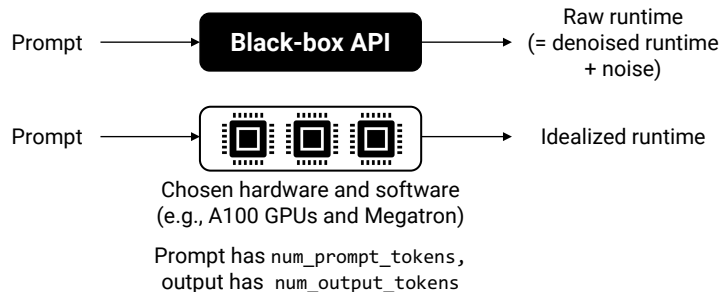 Prompt
Black-box API
Raw runtime
(= denoised runtime
+ noise)
Prompt
Idealized runtime
Chosen hardware and software
(e.g., A100 GPUs and Megatron)
Prompt has num_prompt_tokens,
output has num_output_tokens